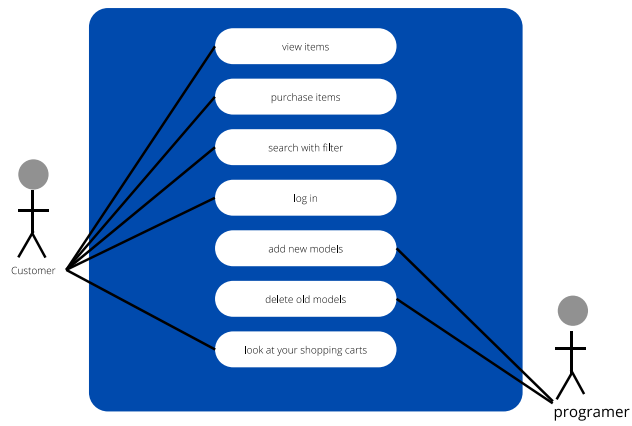 view items
purchase items
search with filter
log in
add new models
delete old models
look at your shopping carts
Customer
programer